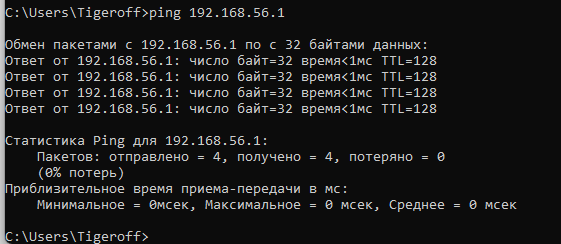 C:\Users\Tigeroff>ping 192.168.56.1
Обмен пакетами с 192.168.56.1 по с 32 байтами данных:
Ответ от 192.168.56.1: число байт=32 время<1мс TTL=128
Ответ от 192.168.56.1: число байт=32 время<1мс TTL=128
Ответ от 192.168.56.1: число байт=32 время<1мс TTL=128
Ответ от 192.168.56.1: число байт=32 время<1мс TTL=128
Статистика Ping для 192.168.56.1:
Пакетов: отправлено = 4, получено = 4, потеряно = 0
(0% потерь)
Приблизительное время приема-передачи в мс:
Минимальное = 0мсек, Максимальное = 0 мсек, Среднее = 0 мсек
C:\Users\Tigeroff>